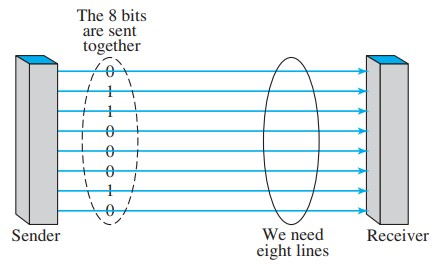 The 8 bits
are sent
together
0
1
1
0
0
0
1
0
Sender
We need
eight lines
Receiver